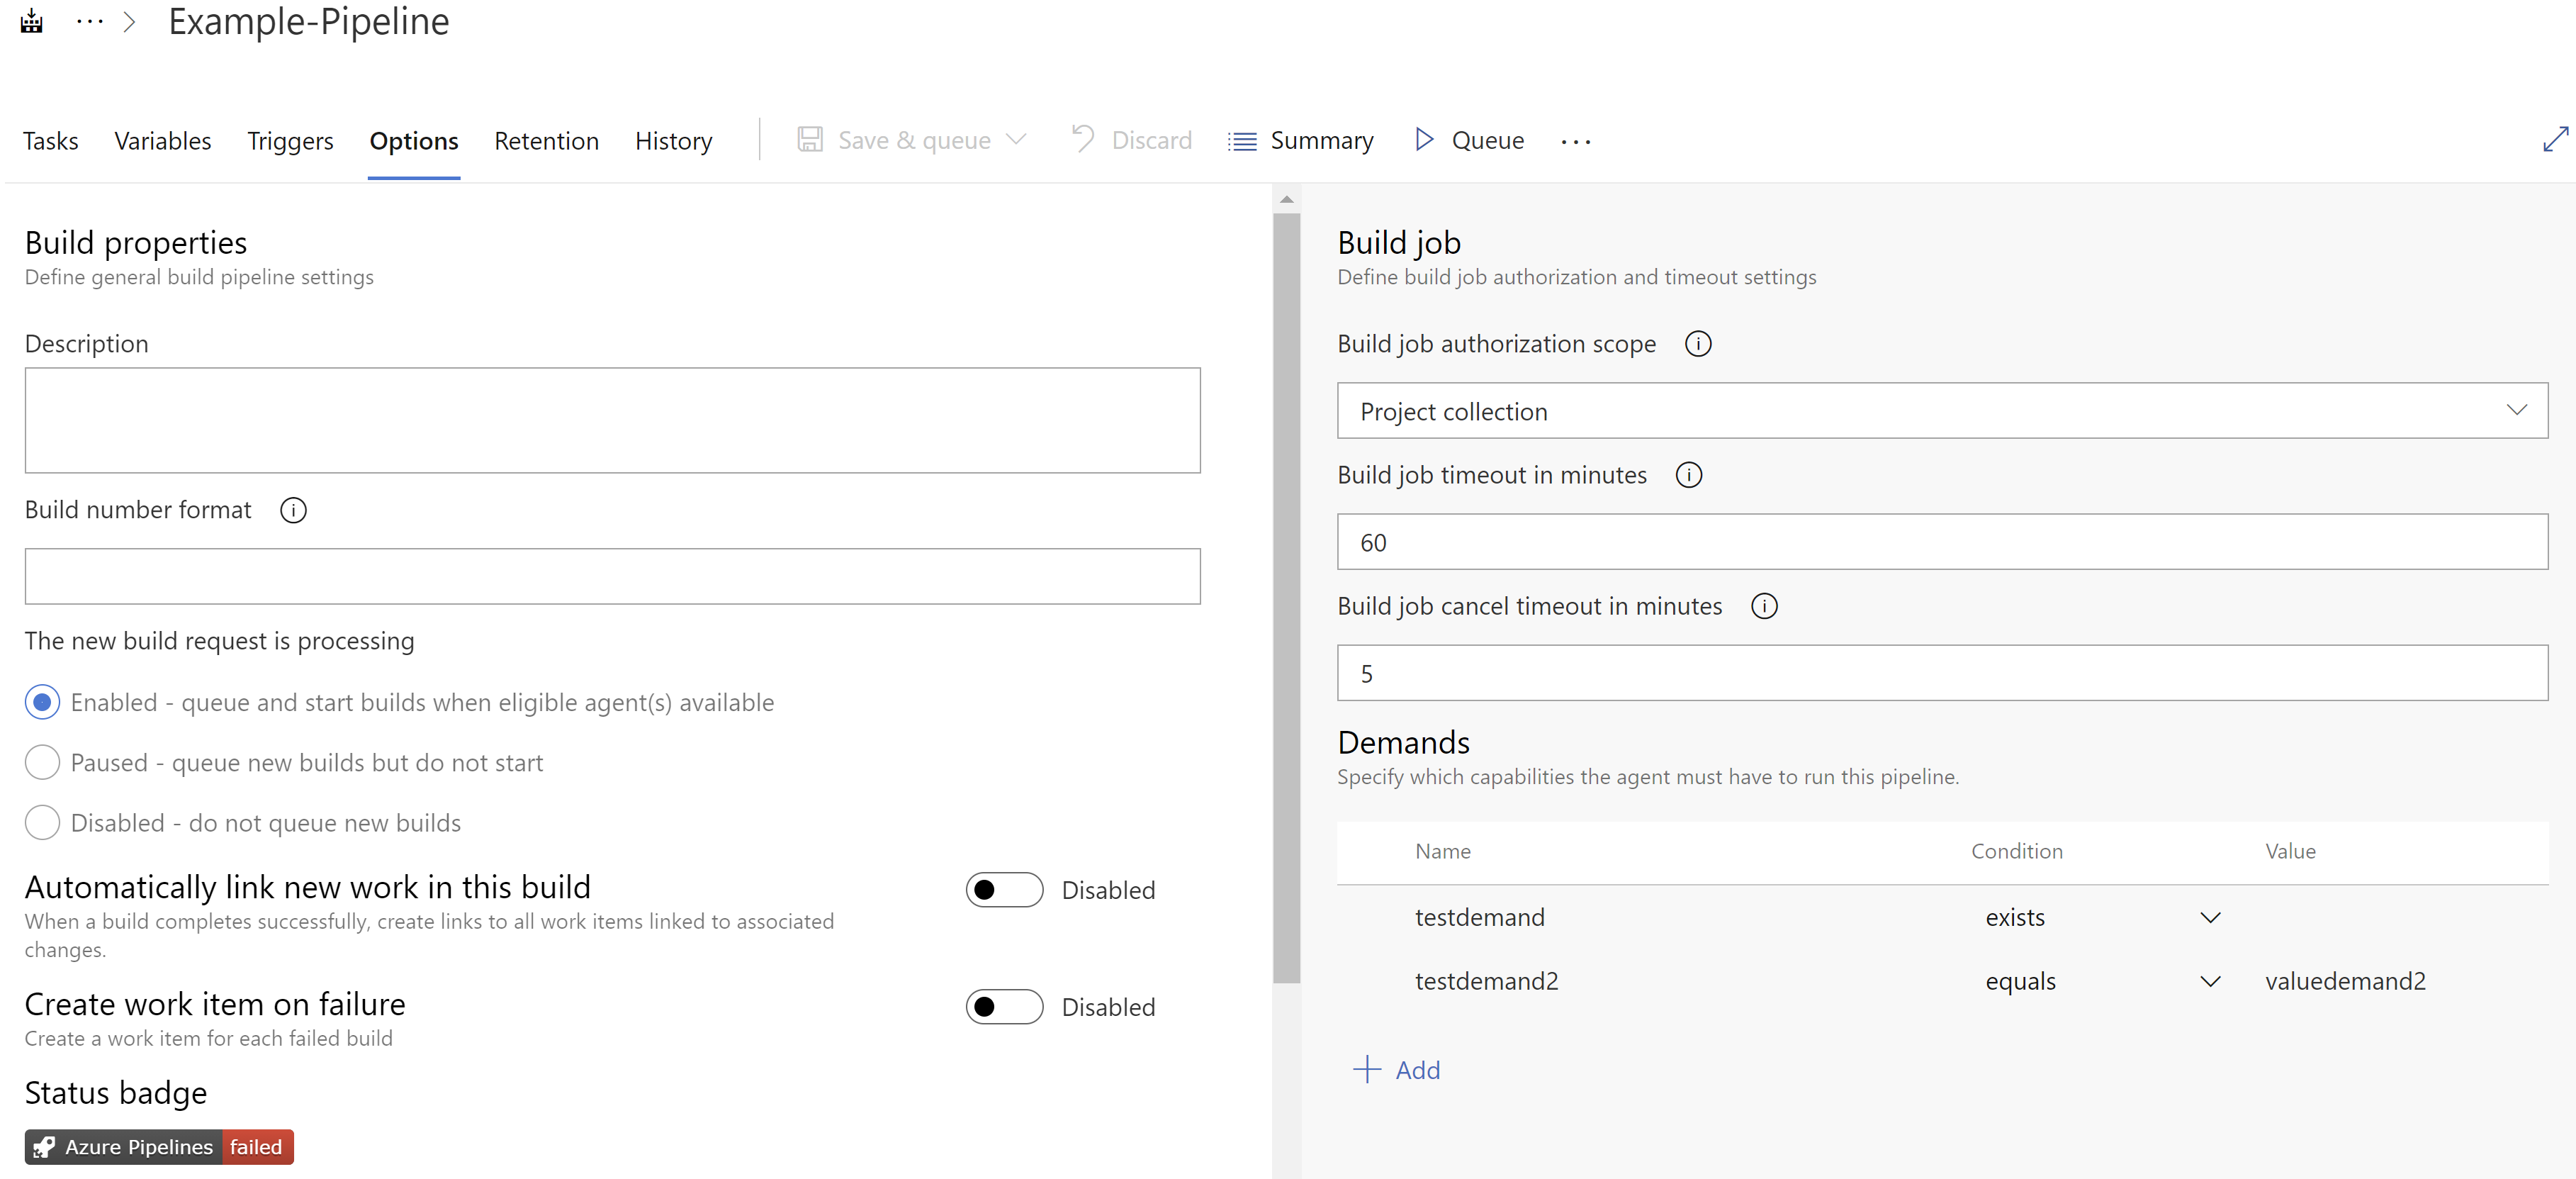 Example-Pipeline
Tasks Variables Triggers Options Retention History Save & queue Discard Summary Queue
Build properties
Define general build pipeline settings
Description
Build number format
The new build request is processing
Enabled - queue and start builds when eligible agent(s) available
Paused - queue new builds but do not start
Disabled - do not queue new builds
Automatically link new work in this build
Disabled
When a build completes successfully, create links to all work items linked to associated
changes.
Create work item on failure
Disabled
Create a work item for each failed build
Status badge
Azure Pipelines failed
Build job
Define build job authorization and timeout settings
Build job authorization scope
Project collection
Build job timeout in minutes
60
Build job cancel timeout in minutes
5
Demands
Specify which capabilities the agent must have to run this pipeline.
Name Condition Value
testdemand exists
testdemand2 equals valuedemand2
Add